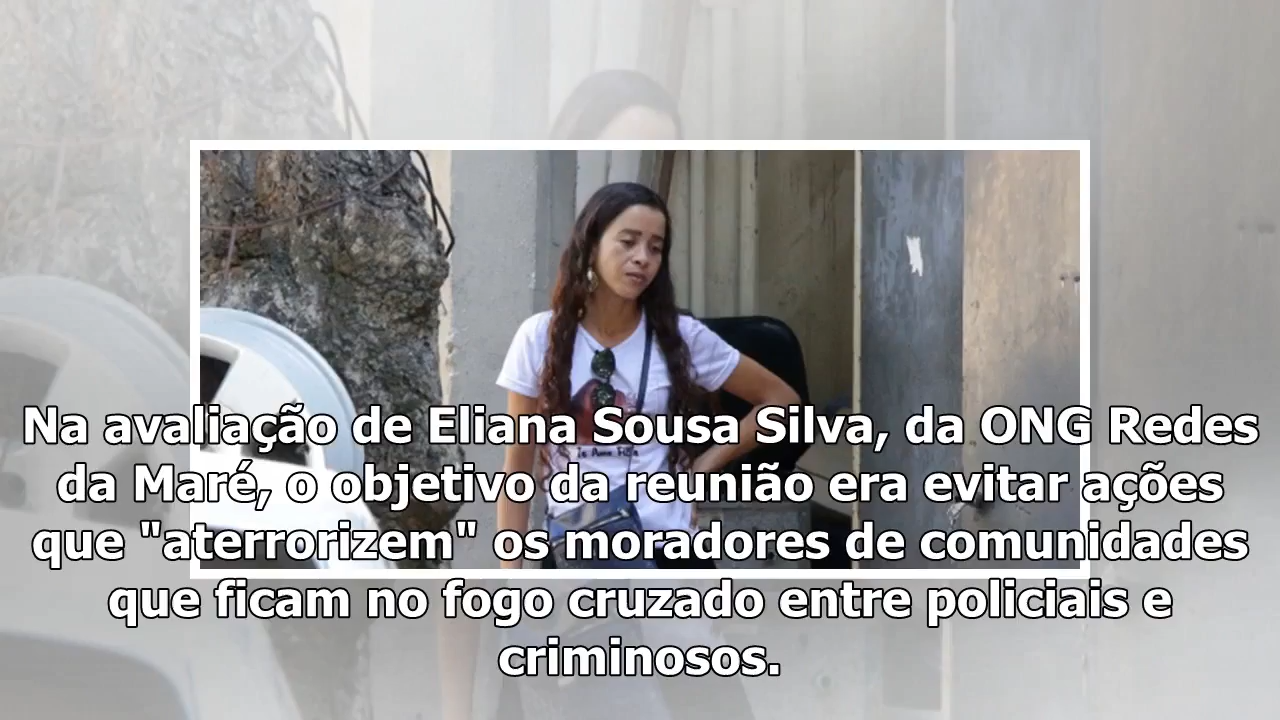 Na avaliação de Eliana Sousa Silva, da ONG Redes
da Maré, o objetivo da reunião era evitar ações
que "aterrorizem" os moradores de comunidades
que ficam no fogo cruzado entre policiais e
criminosos.